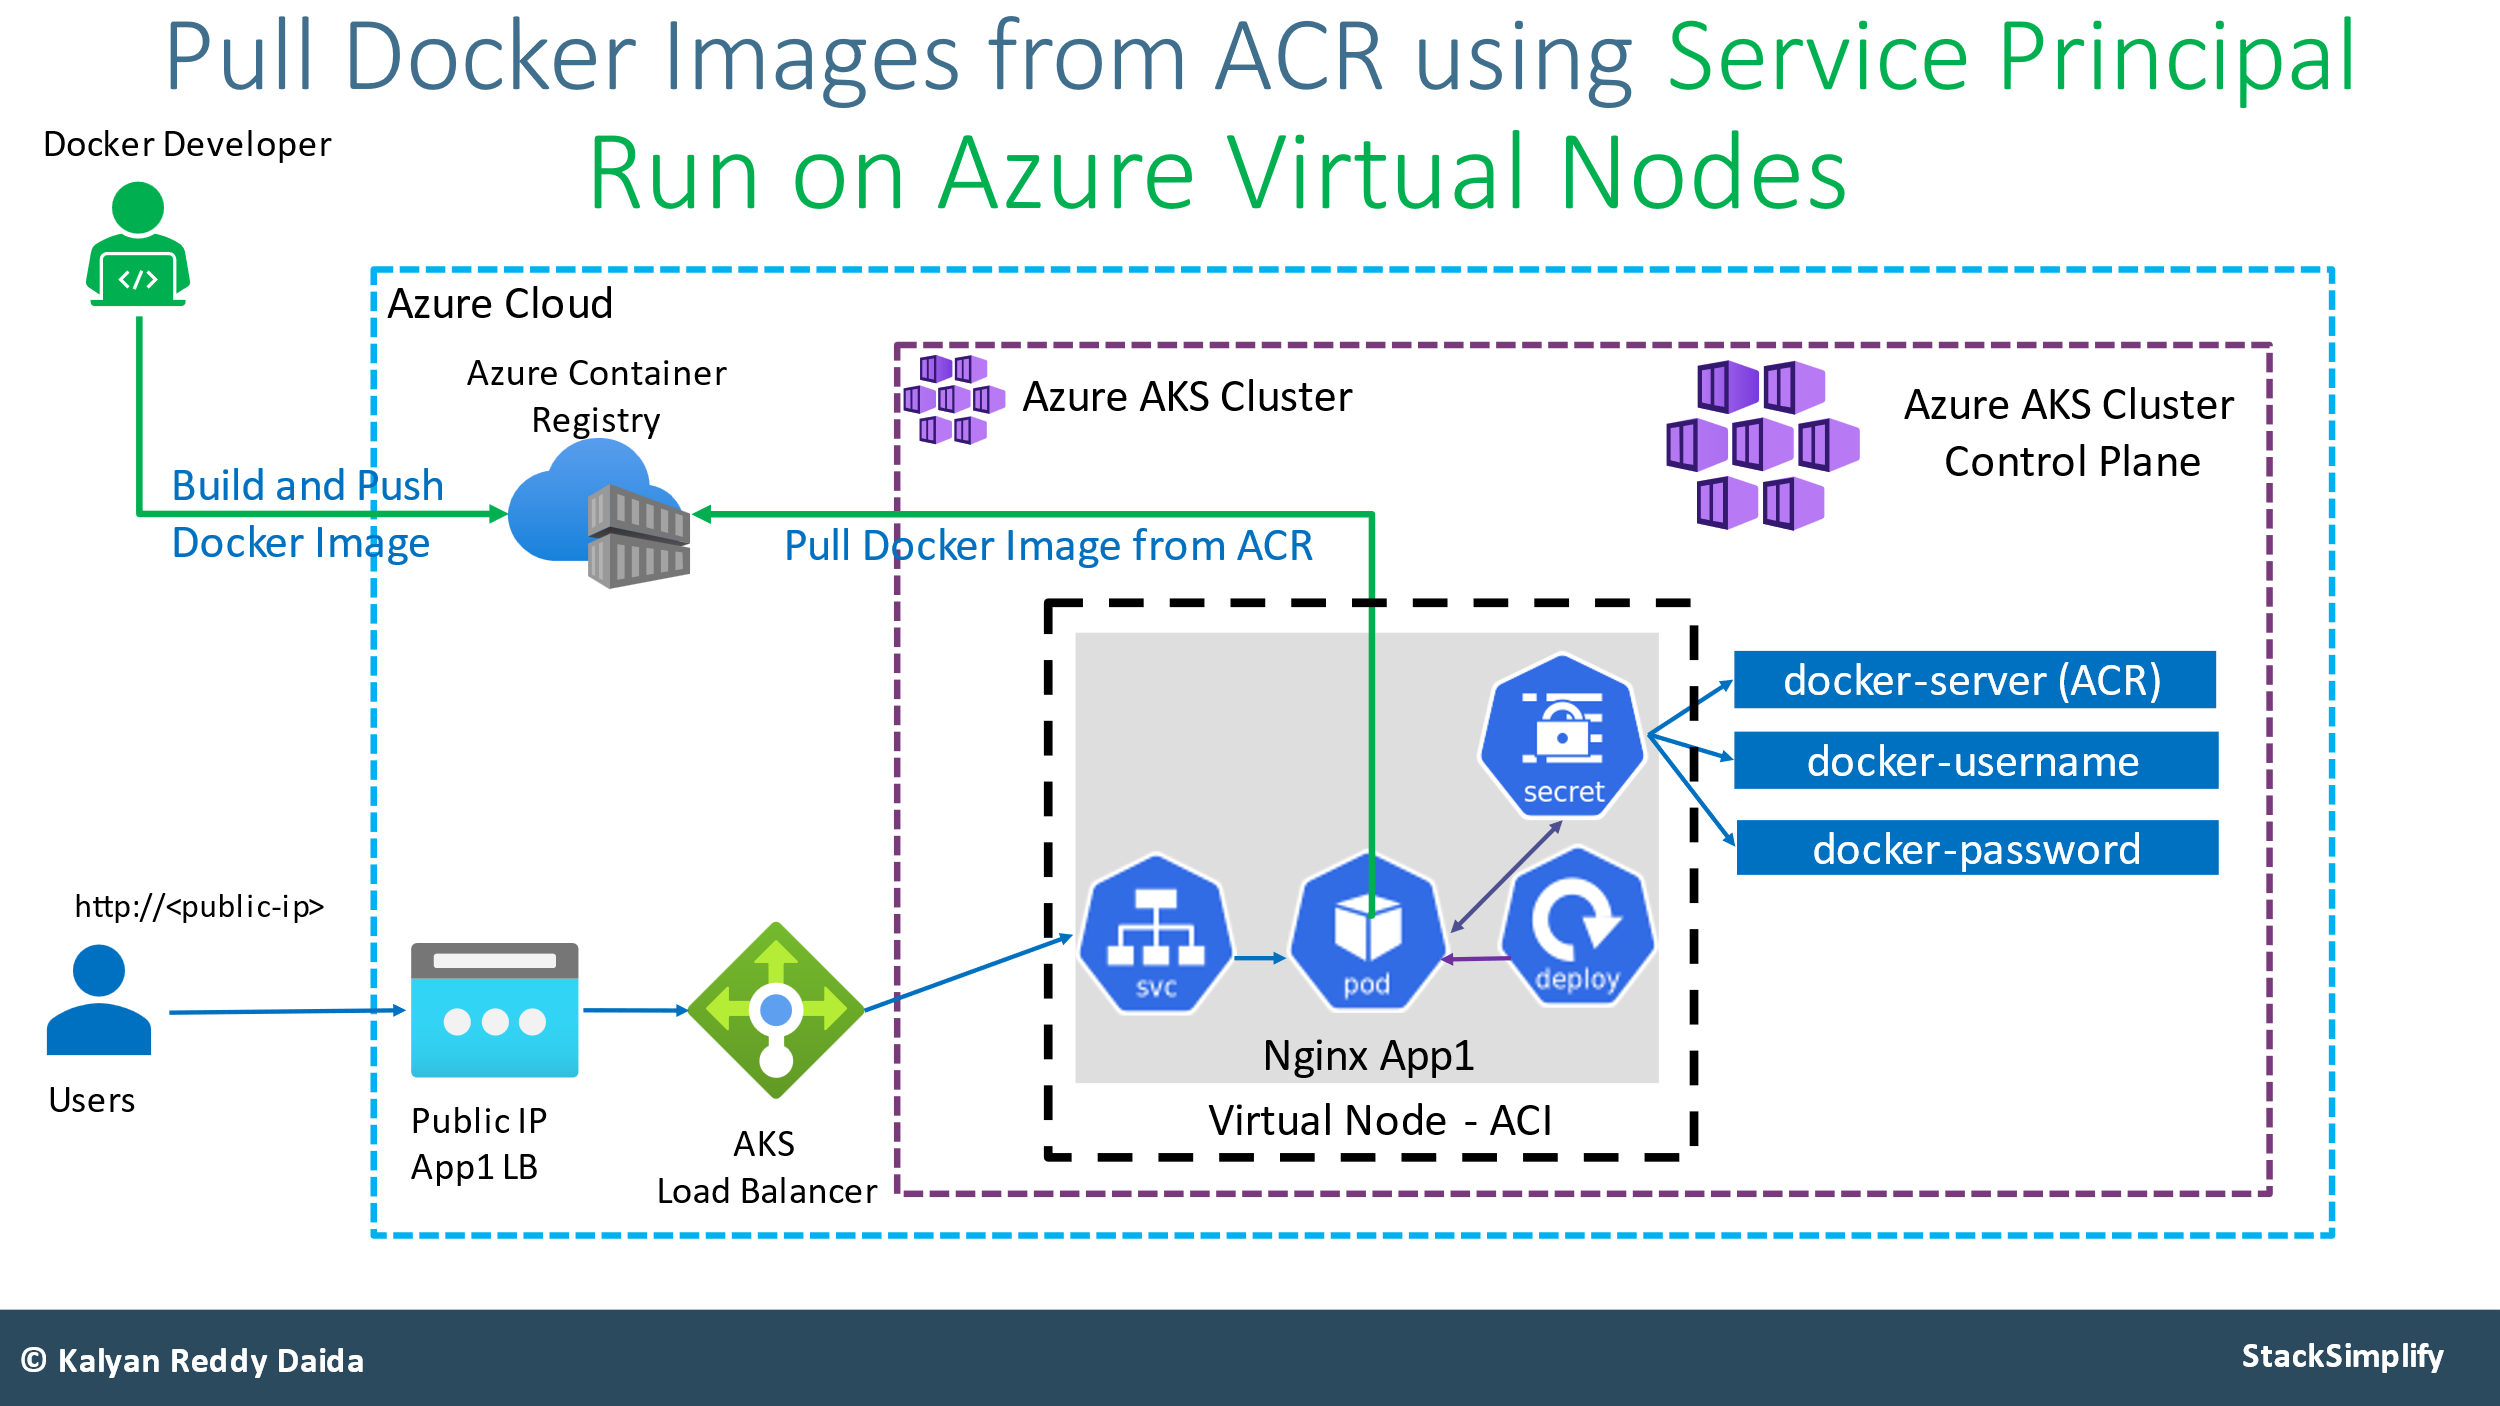 Pull Docker Images from ACR using Service Principal
Run on Azure Virtual Nodes
Docker Developer
Azure Cloud
Azure Container
Registry
Azure AKS Cluster
Azure AKS Cluster
Control Plane
Build and Push
Docker Image
Pull Docker Image from ACR
secret
docker-server (ACR)
docker-username
docker-password
http://<public-ip>
svc
pod
deploy
Nginx App1
Virtual Node - ACI
Users
Public IP
App1 LB
AKS
Load Balancer
© Kalyan Reddy Daida
StackSimplify